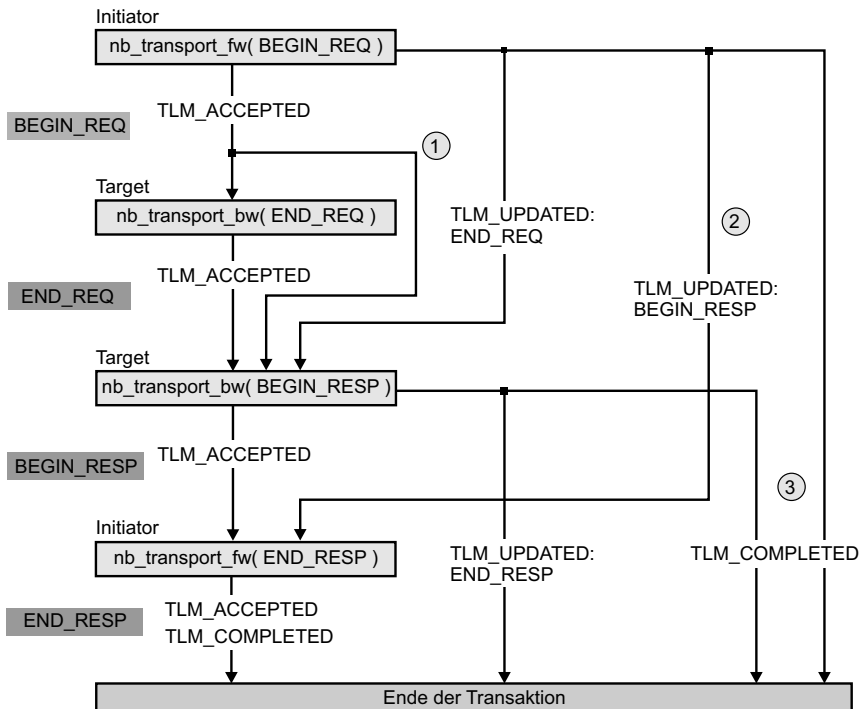 Initiator
nb_transport_fw( BEGIN_REQ )
TLM_ACCEPTED
BEGIN_REQ
1
Target
nb_transport_bw( END_REQ )
TLM_UPDATED:
END_REQ
2
TLM_ACCEPTED
END_REQ
TLM_UPDATED:
BEGIN_RESP
Target
nb_transport_bw( BEGIN_RESP )
TLM_ACCEPTED
BEGIN_RESP
3
Initiator
nb_transport_fw( END_RESP )
TLM_UPDATED:
END_RESP
TLM_COMPLETED
TLM_ACCEPTED
TLM_COMPLETED
END_RESP
Ende der Transaktion